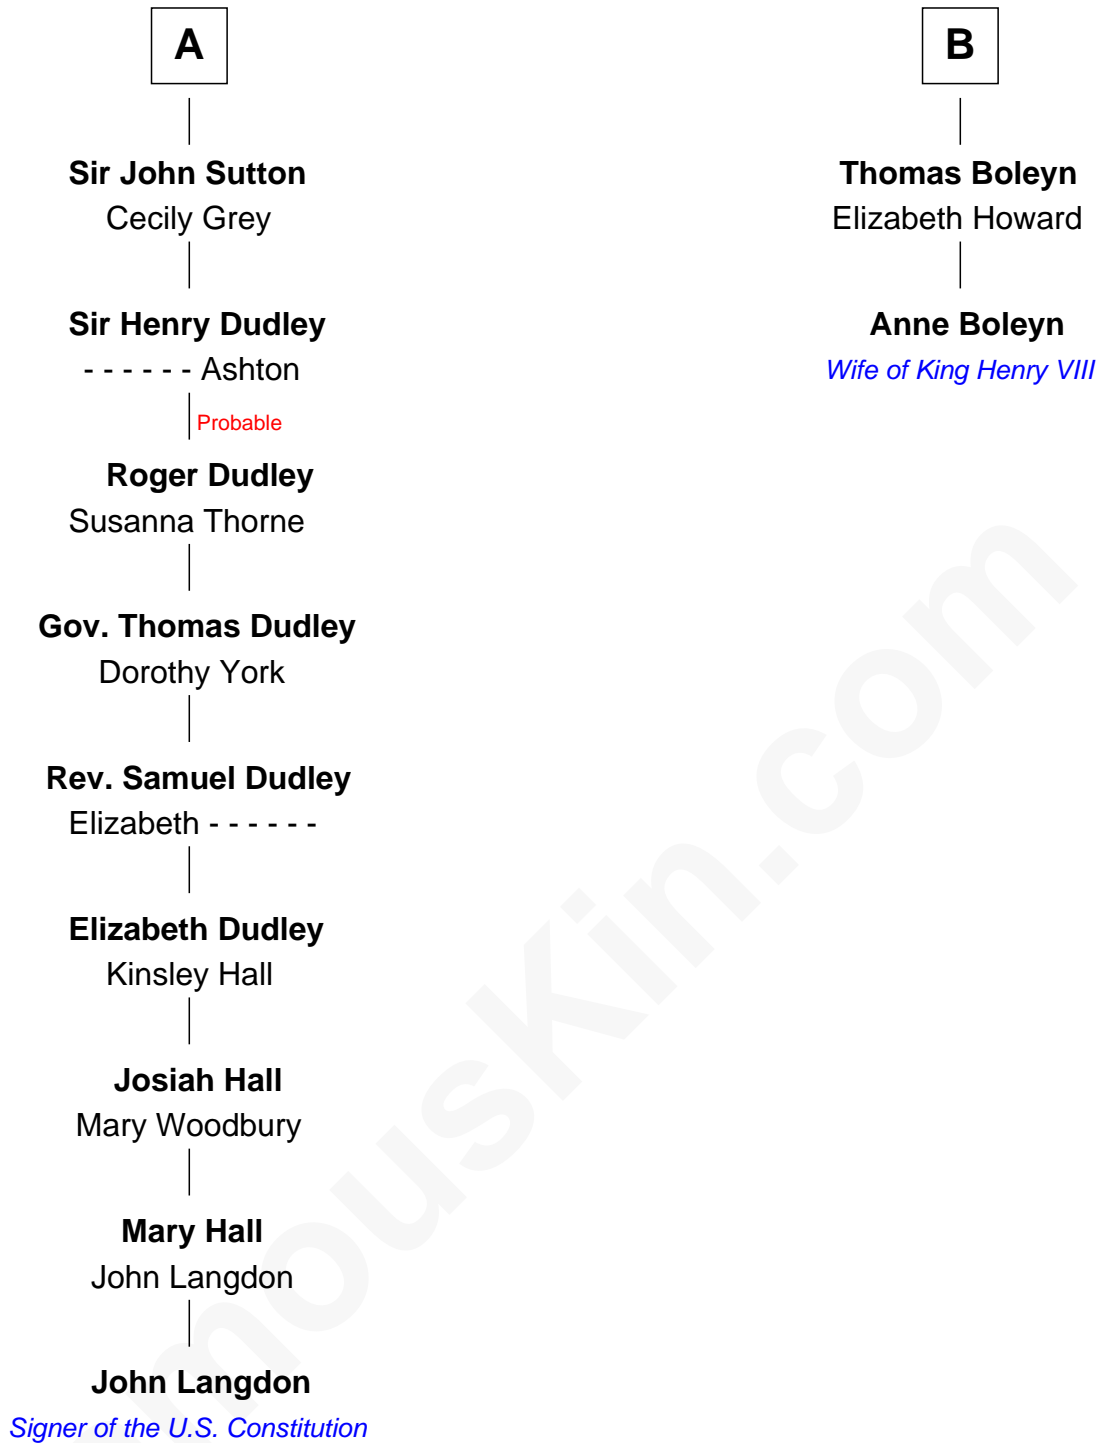 A
Sir John Sutton
Cecily Grey
Sir Henry Dudley
- - - - - - Ashton
Probable
Roger Dudley
Susanna Thorne
Gov. Thomas Dudley
Dorothy York
Rev. Samuel Dudley
Elizabeth - - - - - -
Elizabeth Dudley
Kinsley Hall
Josiah Hall
Mary Woodbury
Mary Hall
John Langdon
John Langdon
Signer of the U.S. Constitution
B
Thomas Boleyn
Elizabeth Howard
Anne Boleyn
Wife of King Henry VIII
mouskin.com